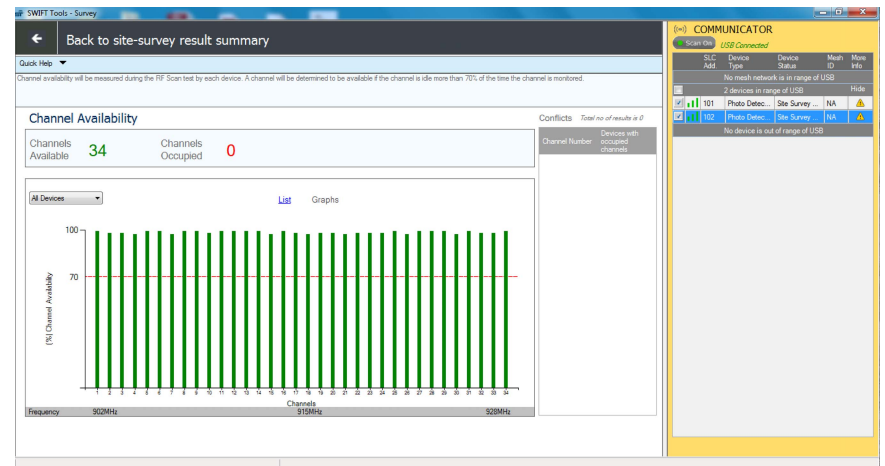 SWIFT Tools - Survey
Back to site-survey result summary
Quick Help
Channel availability will be measured during the RF Scan test by each device. A channel will be determined to be available if the channel is idle more than 70% of the time the channel is monitored.
Channel Availability
Channels Available 34
Channels Occupied 0
All Devices
List Graphs
100
70
[%] Channel Availability
1 2 3 4 5 6 7 8 9 10 11 12 13 14 15 16 17 18 19 20 21 22 23 24 25 26 27 28 29 30 31 32 33 34
Channels
Frequency 902MHz 915MHz 928MHz
Conflicts Total no of results is 0
Channel Number Devices with occupied channels
COMMUNICATOR
Scan On USB Connected
SLC Add. Device Type Device Status Mesh ID More Info
No mesh network is in range of USB
2 devices in range of USB Hide
101 Photo Detec... Site Survey ... NA
102 Photo Detec... Site Survey ... NA
No device is out of range of USB